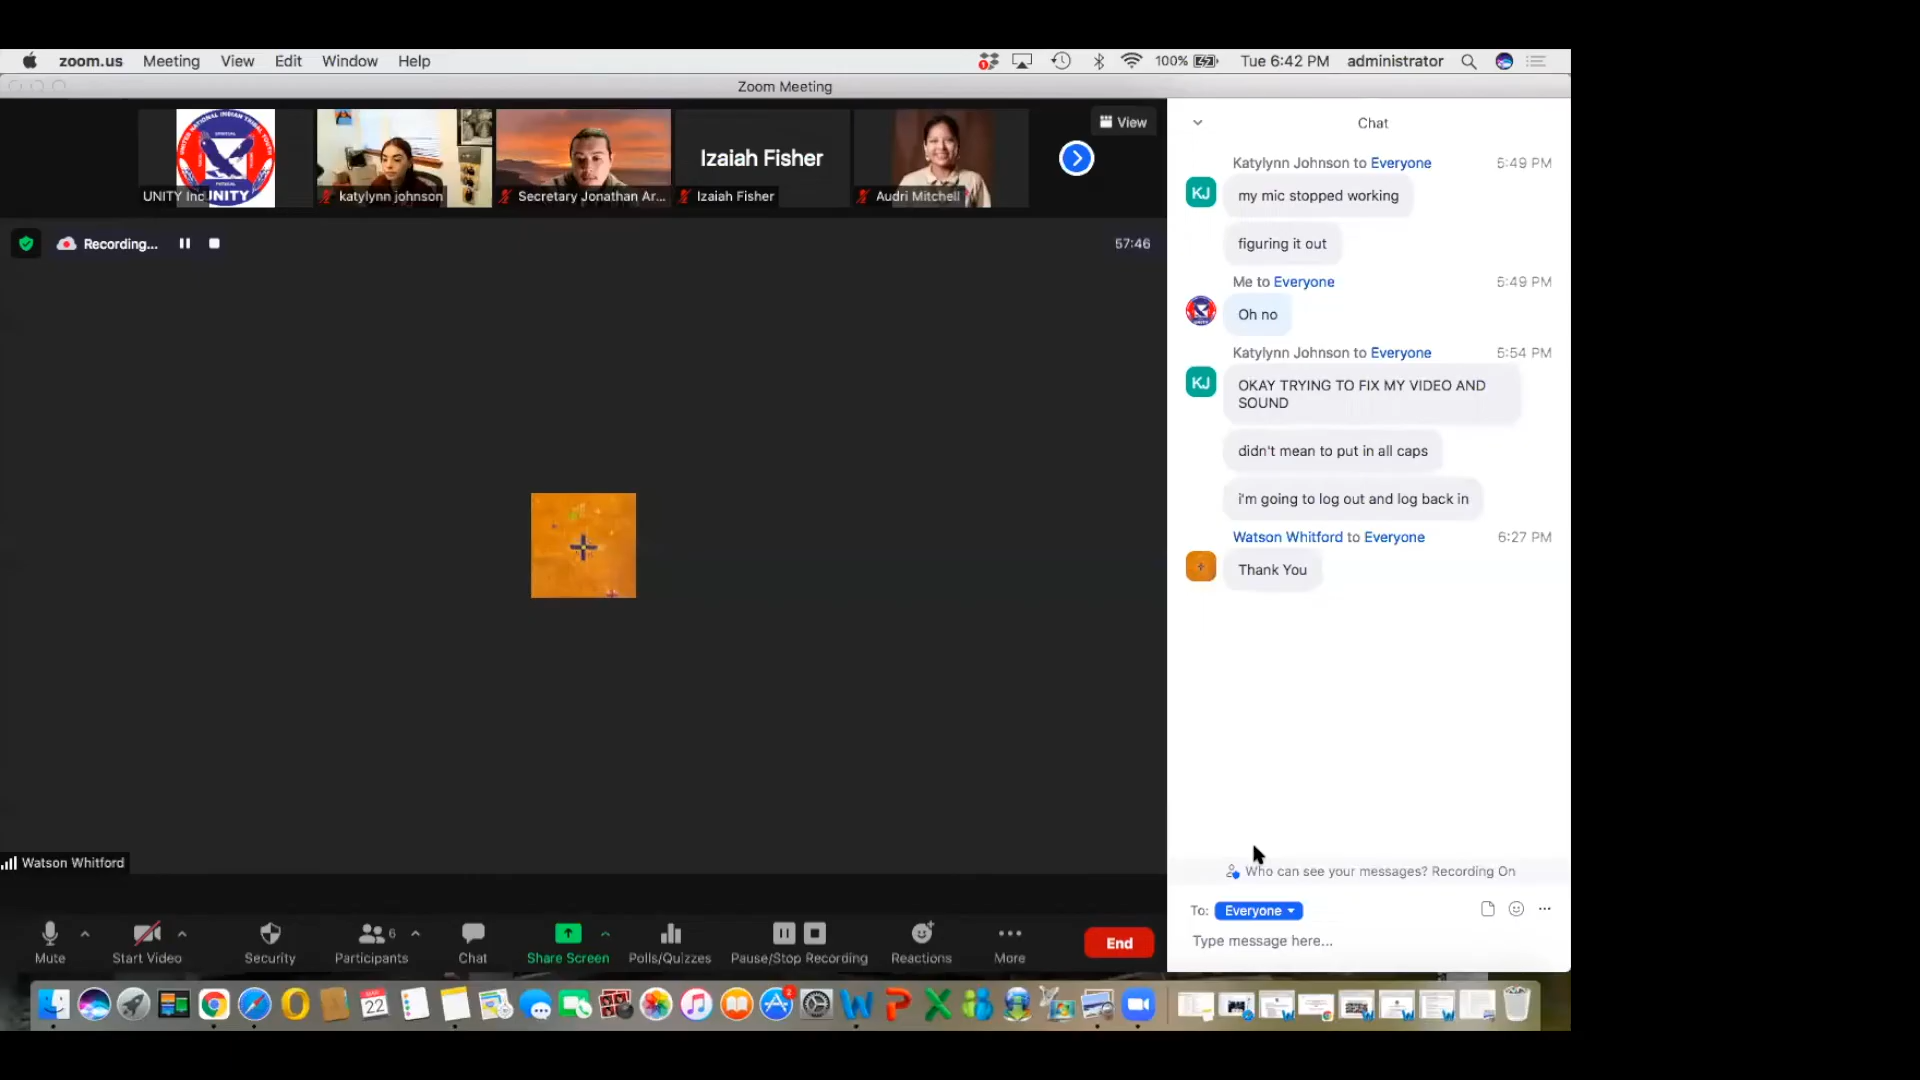 zoom.us Meeting View Edit Window Help 100% Tue 6:42 PM administrator
Zoom Meeting
UNITY Inc.
UNITY
katylynn johnson
Secretary Jonathan Ar...
Izaiah Fisher
Izaiah Fisher
Audri Mitchell
View
Recording...
57:46
Watson Whitford
Chat
Katylynn Johnson to Everyone 5:49 PM
KJ
my mic stopped working
figuring it out
Me to Everyone 5:49 PM
Oh no
Katylynn Johnson to Everyone 5:54 PM
KJ
OKAY TRYING TO FIX MY VIDEO AND
SOUND
didn't mean to put in all caps
i'm going to log out and log back in
Watson Whitford to Everyone 6:27 PM
Thank You
Who can see your messages? Recording On
To: Everyone
Type message here...
Mute Start Video Security Participants 6 Chat Share Screen Polls/Quizzes Pause/Stop Recording Reactions More End
22
2